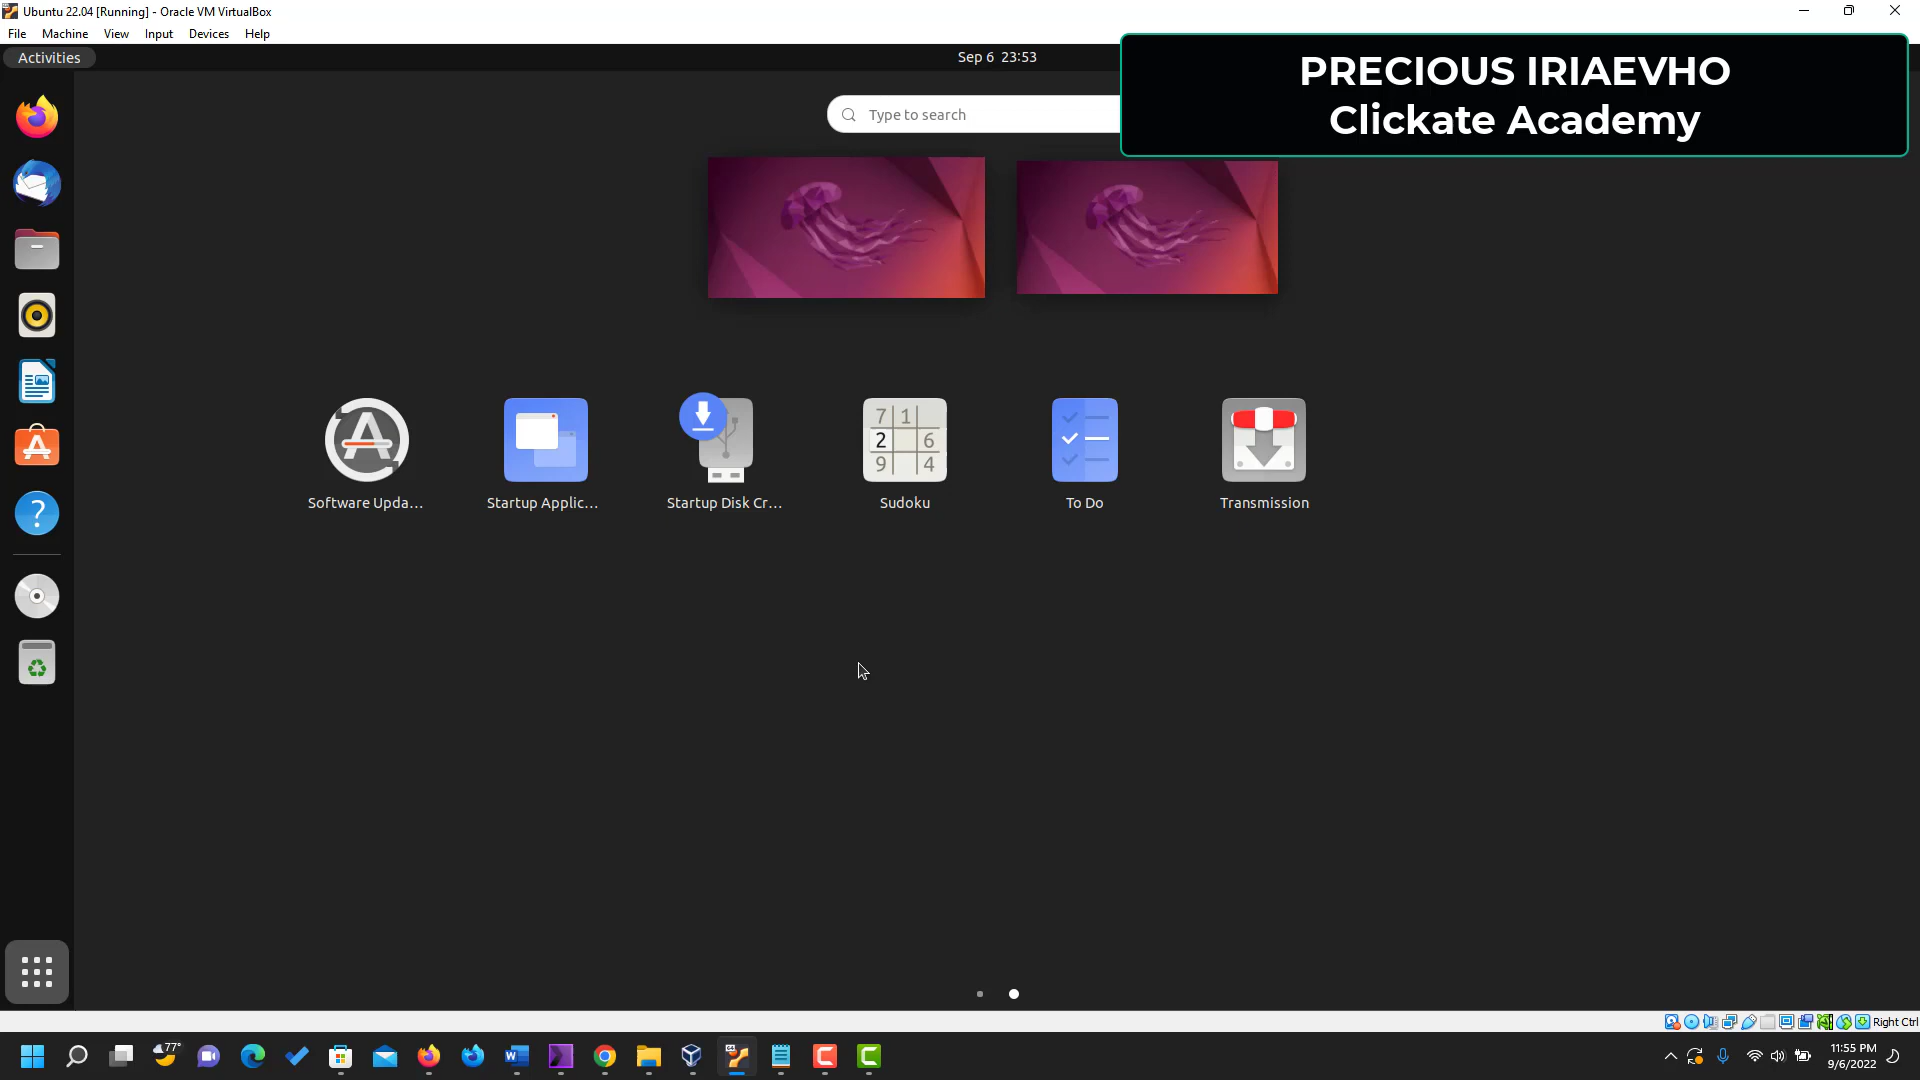 Ubuntu 22.04 [Running] - Oracle VM VirtualBox
File Machine View Input Devices Help
Activities
Sep 6 23:53
PRECIOUS IRIAEVHO
Clickate Academy
Type to search
7 1
2 6
9 4
Software Upda...
Startup Applic...
Startup Disk Cr...
Sudoku
To Do
Transmission
Right Ctrl
77°
11:55 PM
9/6/2022